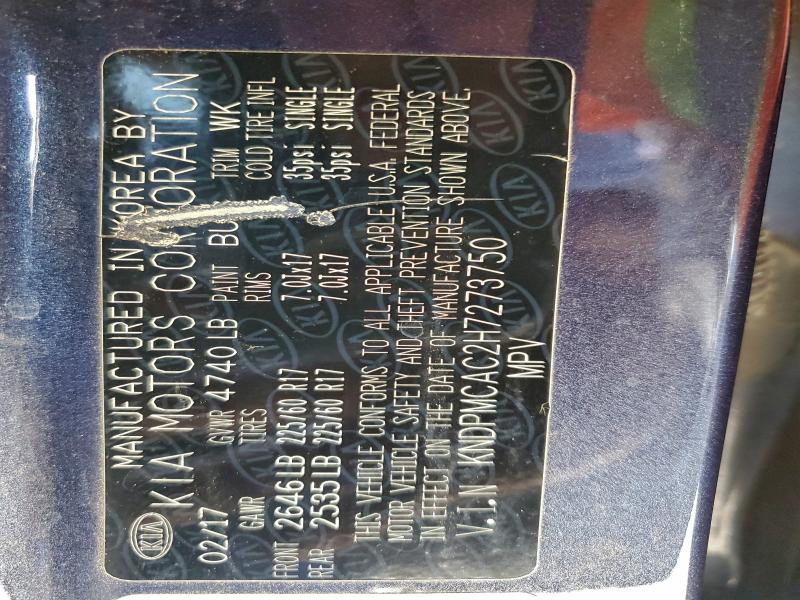 MANUFACTURED IN KOREA BY
KIA KIA MOTORS CORPORATION
02/17 GVWR 4740LB PAINT TRIM WK
GAWR TIRES RIMS COLD TIRE INFL
FRONT 2646LB 225/60 R17 7.0Jx17 35psi SINGLE
REAR 2535LB 225/60 R17 7.0Jx17 35psi SINGLE
THIS VEHICLE CONFORMS TO ALL APPLICABLE U.S.A. FEDERAL
MOTOR VEHICLE SAFETY AND THEFT PREVENTION STANDARDS
IN EFFECT ON THE DATE OF MANUFACTURE SHOWN ABOVE.
V.I.N KNDPMCAC2H7273750
MPV